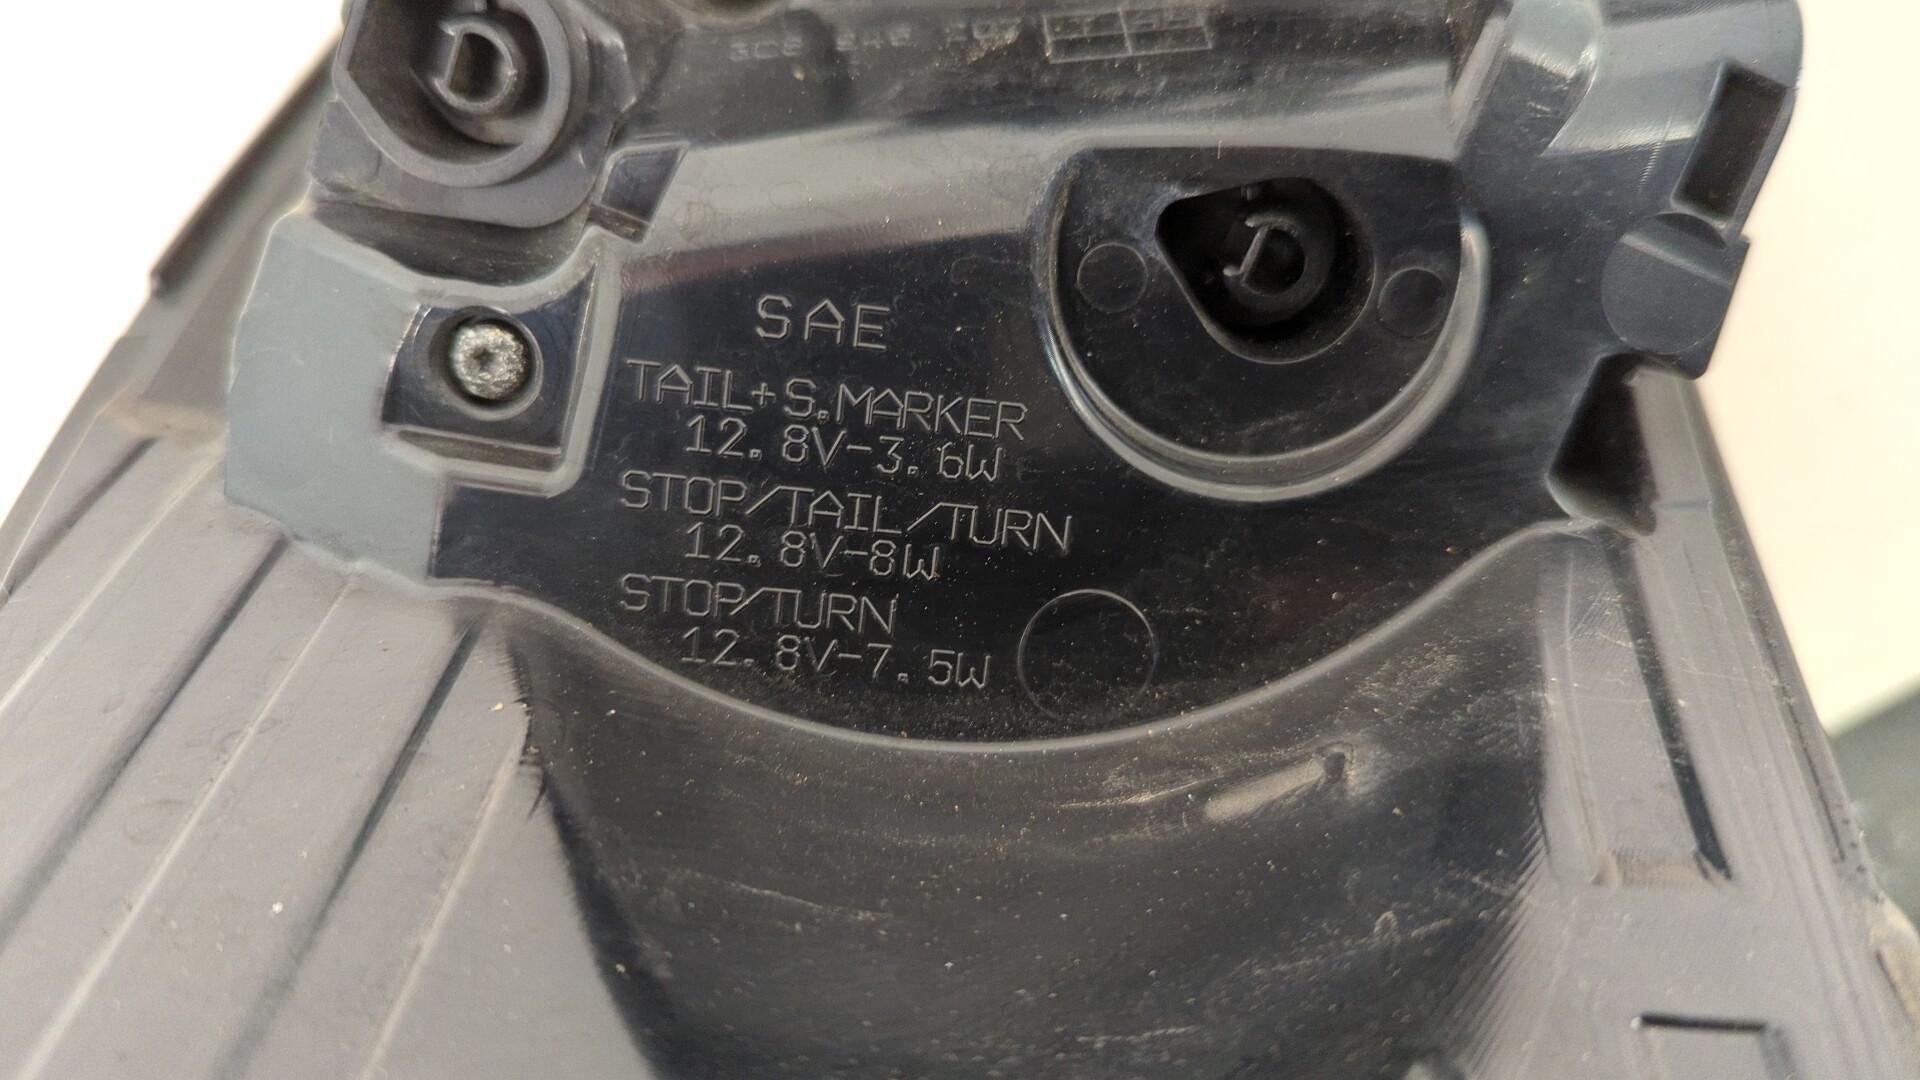 D
D
SAE
TAIL+S.MARKER
12.8V-3.6W
STOP/TAIL/TURN
12.8V-8W
STOP/TURN
12.8V-7.5W